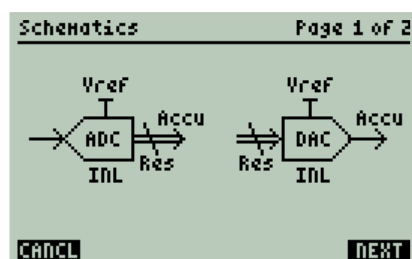 Schematics Page 1 of 2
Vref Vref
Accu Accu
ADC DAC
Res Res
INL INL
CANCL NEXT